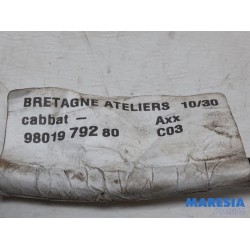 BRETAGNE ATELIERS 10/30
cabbat - Axx
98019 792 80 C03
MARESIA